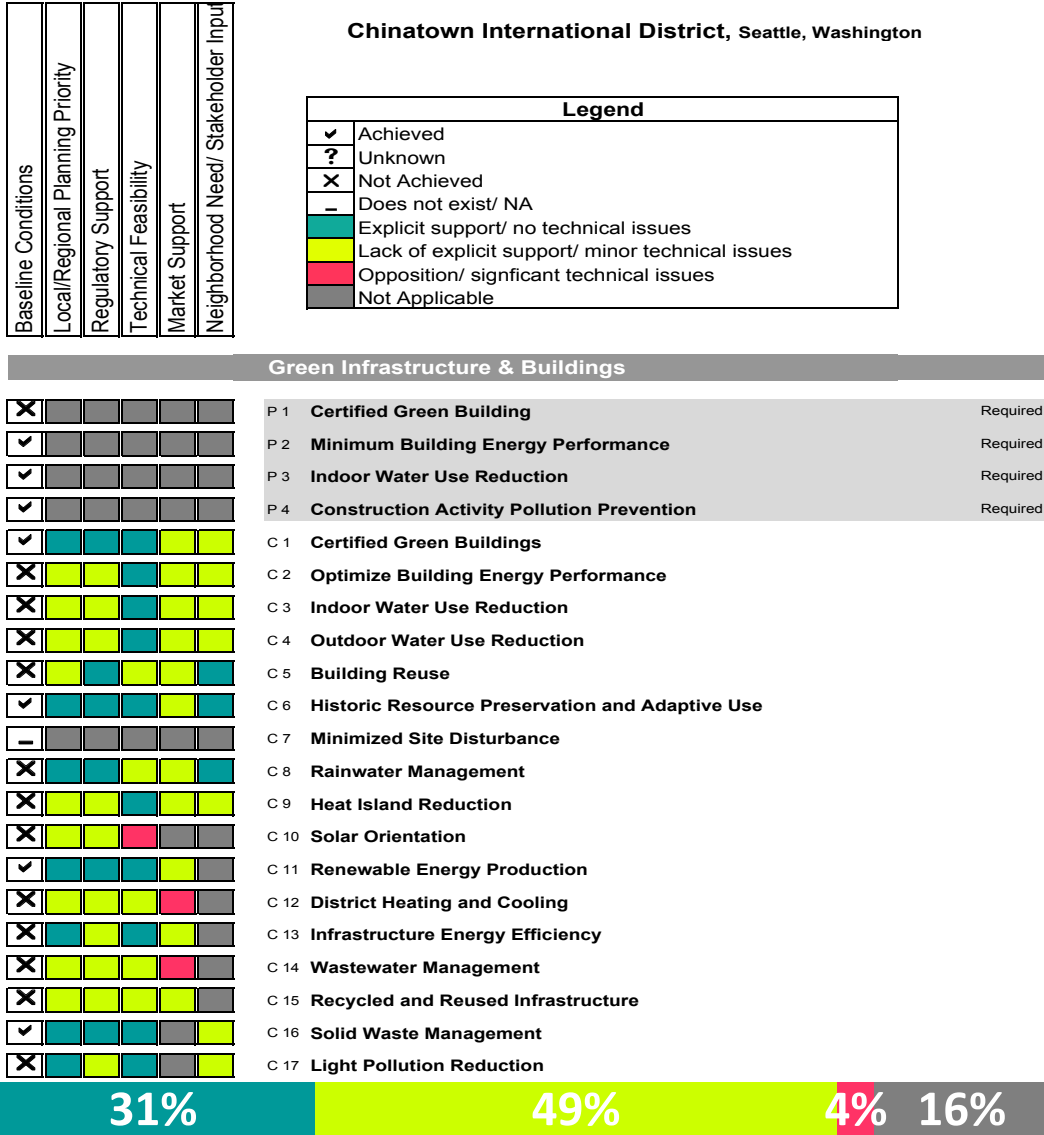 Baseline Conditions
Local/Regional Planning Priority
Regulatory Support
Technical Feasibility
Market Support
Neighborhood Need/ Stakeholder Input
Chinatown International District, Seattle, Washington
Legend
✔ Achieved
? Unknown
✕ Not Achieved
– Does not exist/ NA
Explicit support/ no technical issues
Lack of explicit support/ minor technical issues
Opposition/ signficant technical issues
Not Applicable
Green Infrastructure & Buildings
✕ P 1 Certified Green Building Required
✔ P 2 Minimum Building Energy Performance Required
✔ P 3 Indoor Water Use Reduction Required
✔ P 4 Construction Activity Pollution Prevention Required
✔ C 1 Certified Green Buildings
✕ C 2 Optimize Building Energy Performance
✕ C 3 Indoor Water Use Reduction
✕ C 4 Outdoor Water Use Reduction
✕ C 5 Building Reuse
✔ C 6 Historic Resource Preservation and Adaptive Use
– C 7 Minimized Site Disturbance
✕ C 8 Rainwater Management
✕ C 9 Heat Island Reduction
✕ C 10 Solar Orientation
✔ C 11 Renewable Energy Production
✕ C 12 District Heating and Cooling
✕ C 13 Infrastructure Energy Efficiency
✕ C 14 Wastewater Management
✕ C 15 Recycled and Reused Infrastructure
✔ C 16 Solid Waste Management
✕ C 17 Light Pollution Reduction
31% 49% 4% 16%